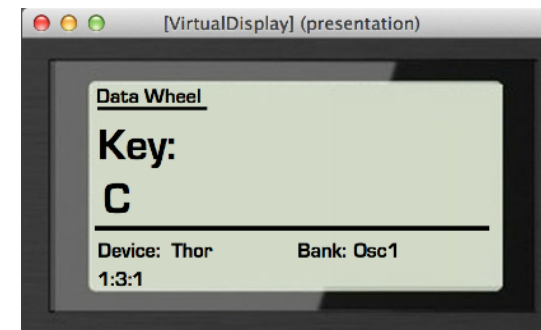 [VirtualDisplay] (presentation)
Data Wheel
Key:
C
Device: Thor Bank: Osc1
1:3:1